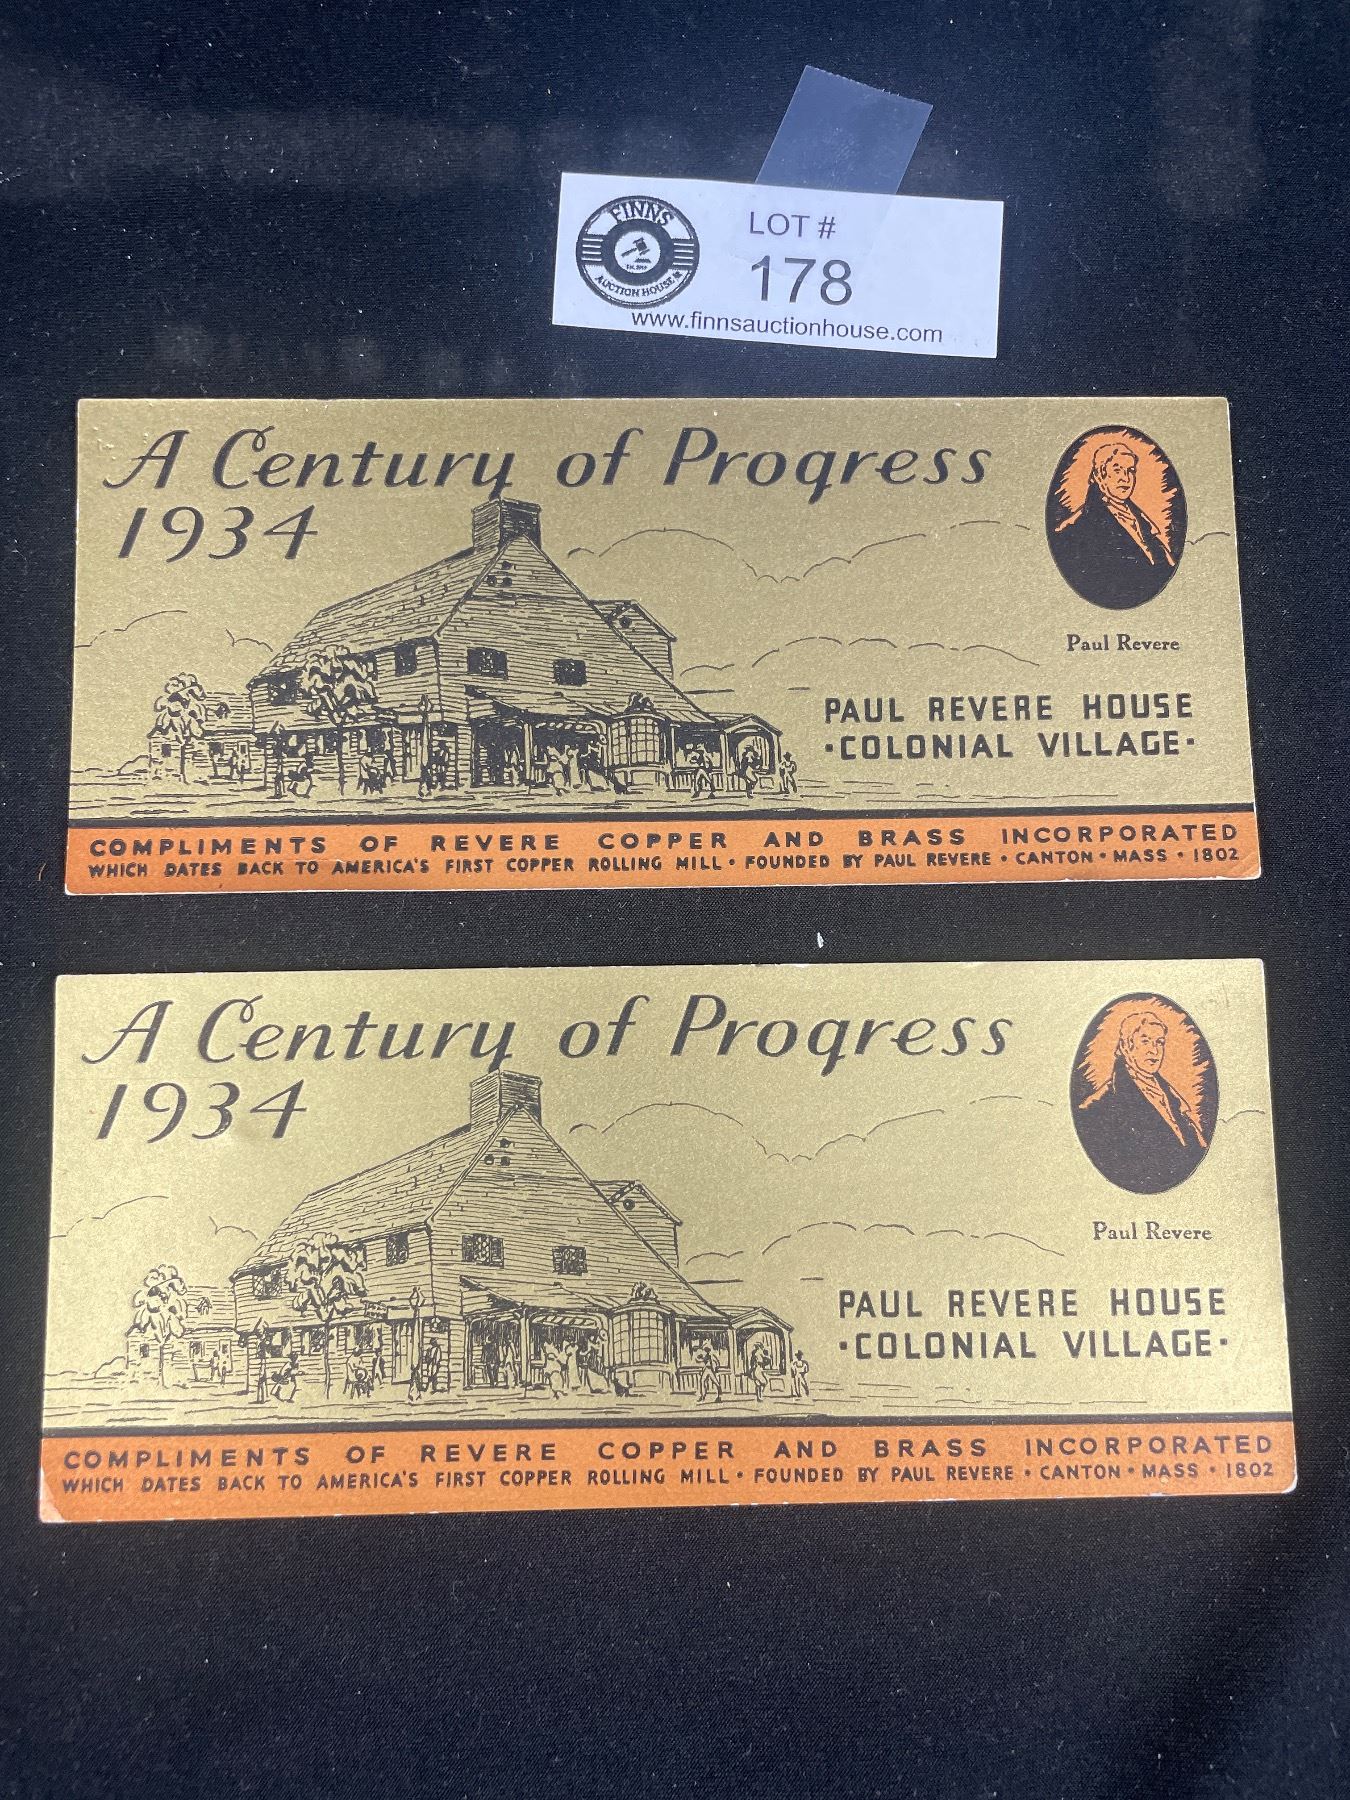 FINNS
EST. 2019
AUCTION HOUSE
LOT #
178
www.finnsauctionhouse.com
A Century of Progress
1934
Paul Revere
PAUL REVERE HOUSE
·COLONIAL VILLAGE·
COMPLIMENTS OF REVERE COPPER AND BRASS INCORPORATED
WHICH DATES BACK TO AMERICA'S FIRST COPPER ROLLING MILL · FOUNDED BY PAUL REVERE · CANTON · MASS · 1802
A Century of Progress
1934
Paul Revere
PAUL REVERE HOUSE
·COLONIAL VILLAGE·
COMPLIMENTS OF REVERE COPPER AND BRASS INCORPORATED
WHICH DATES BACK TO AMERICA'S FIRST COPPER ROLLING MILL · FOUNDED BY PAUL REVERE · CANTON · MASS · 1802